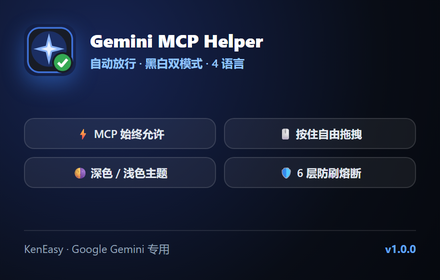 Gemini MCP Helper
自动放行 · 黑白双模式 · 4 语言
MCP 始终允许
按住自由拖拽
深色 / 浅色主题
6 层防刷熔断
KenEasy · Google Gemini 专用
v1.0.0